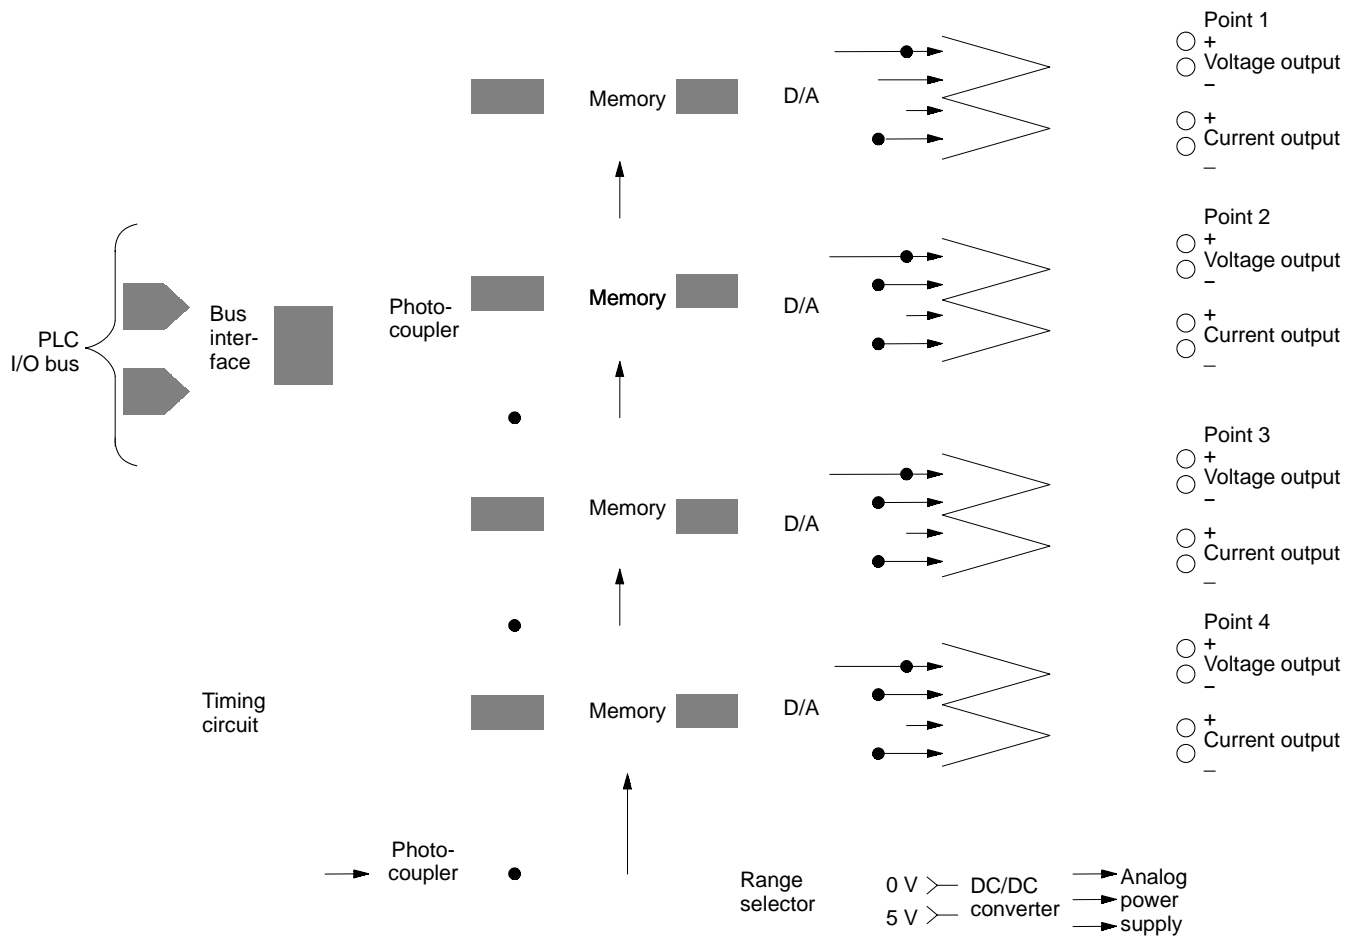 Point 1
+
Voltage output
–
+
Current output
–
Memory
D/A
Point 2
+
Voltage output
–
+
Current output
–
PLC
I/O bus
Bus
inter-
face
Photo-
coupler
Memory
D/A
Point 3
+
Voltage output
–
+
Current output
–
Memory
D/A
Point 4
+
Voltage output
–
+
Current output
–
Timing
circuit
Memory
D/A
Photo-
coupler
Range
selector
0 V
5 V
DC/DC
converter
Analog
power
supply